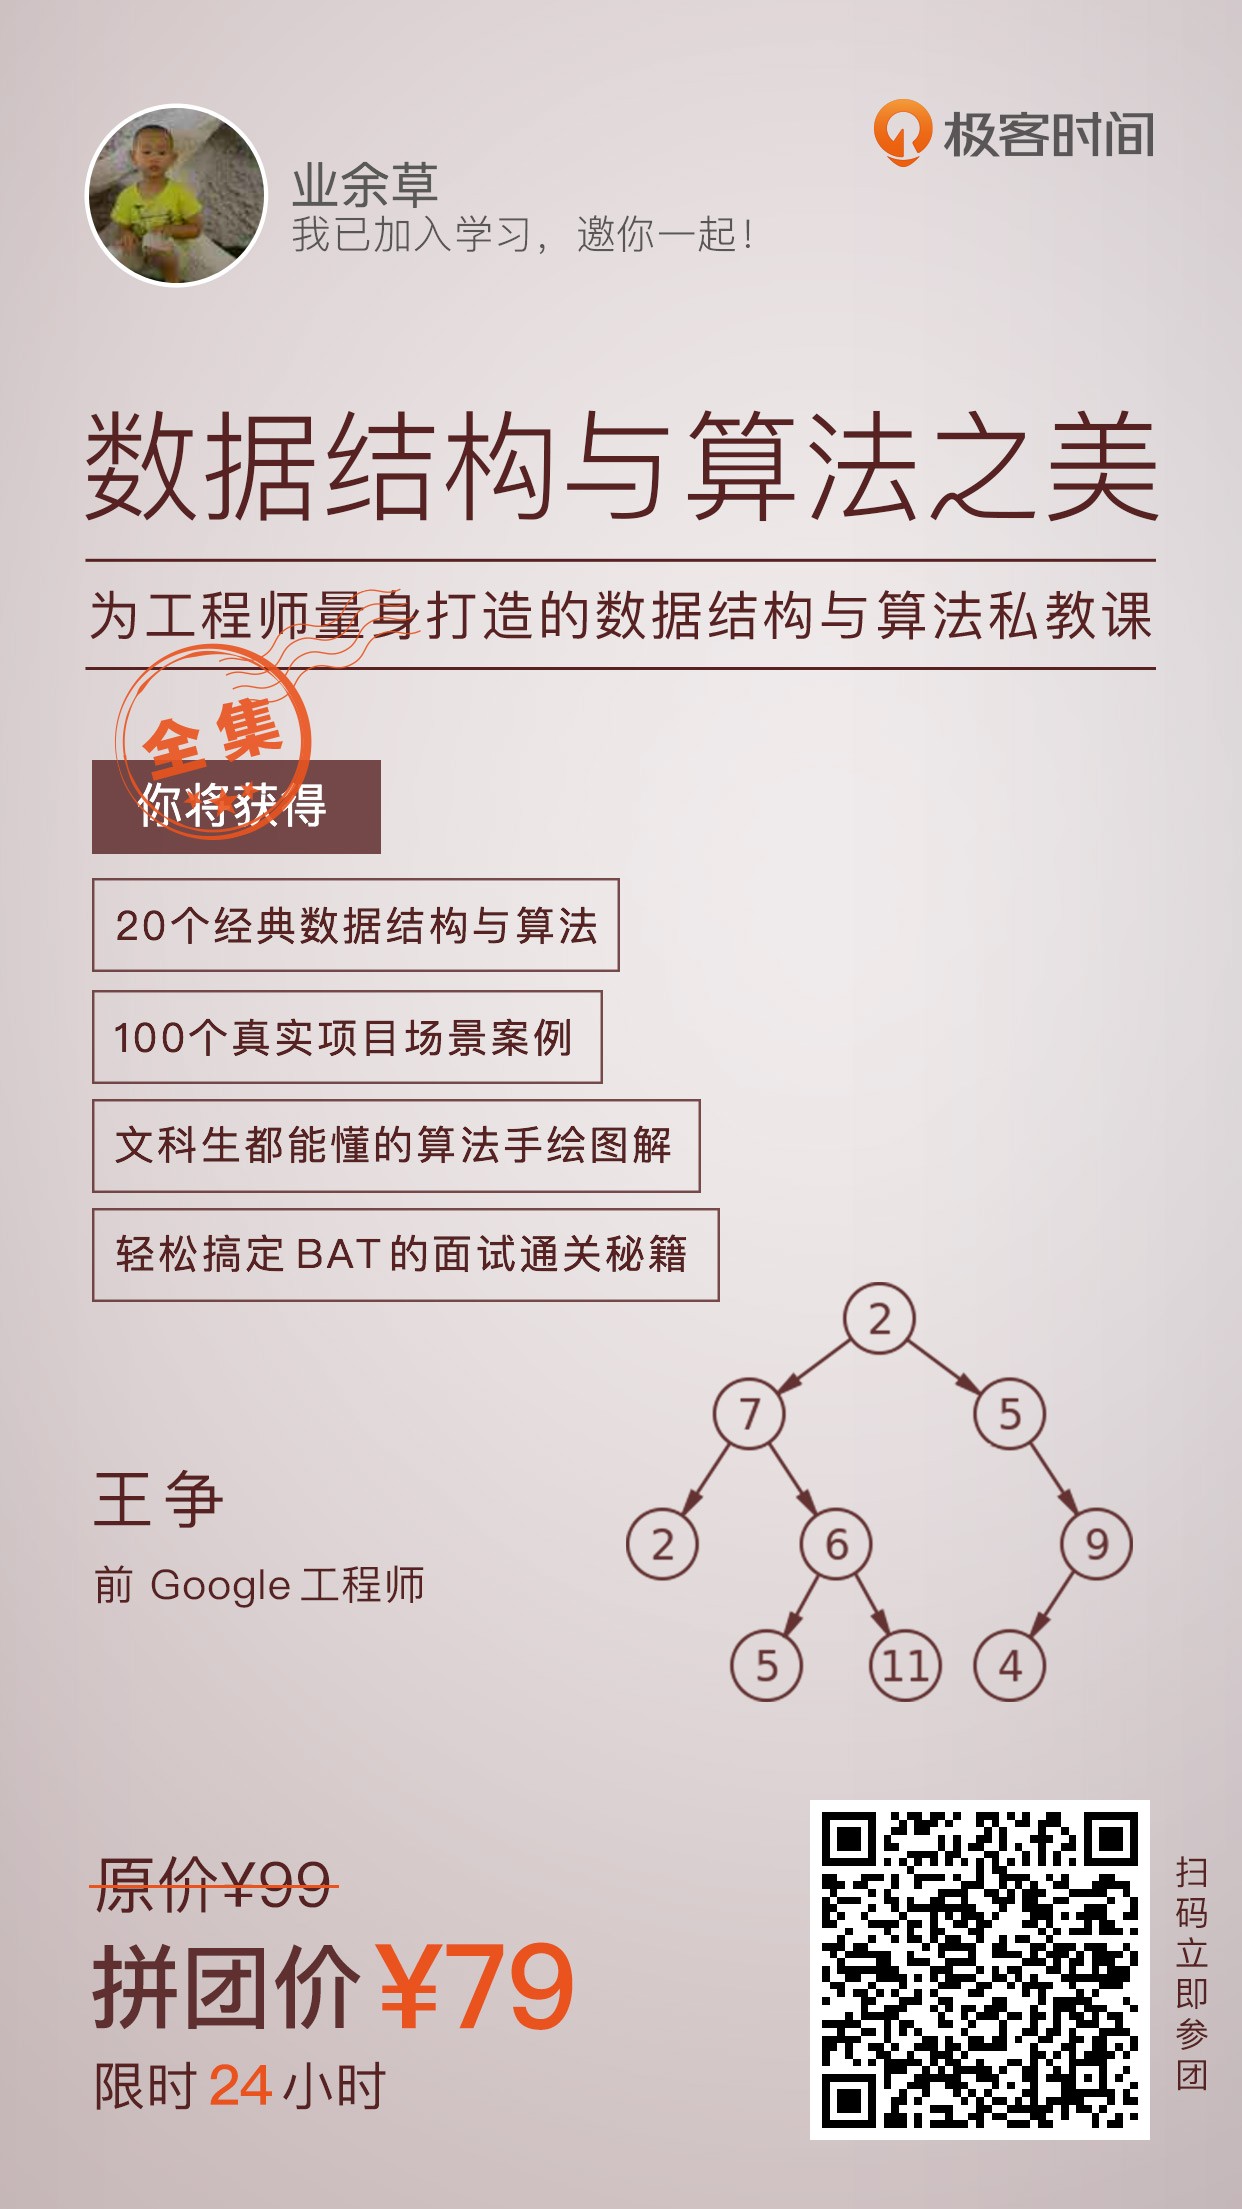 极客时间
业余草
我已加入学习，邀你一起！
数据结构与算法之美
为工程师量身打造的数据结构与算法私教课
全集
你将获得
20个经典数据结构与算法
100个真实项目场景案例
文科生都能懂的算法手绘图解
轻松搞定BAT的面试通关秘籍
2
7 5
2 6 9
5 11 4
王争
前 Google 工程师
原价¥99
拼团价 ¥79
限时 24 小时
扫码立即参团